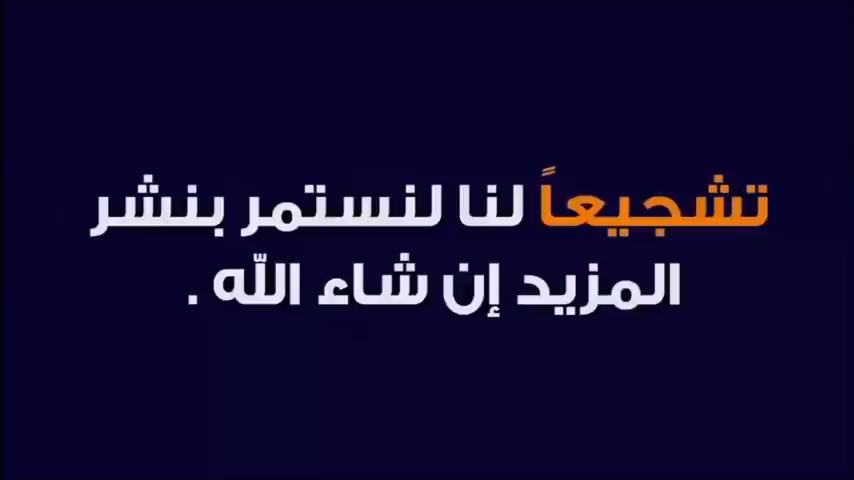 تشجيعاً لنا لنستمر بنشر
المزيد إن شاء الله .